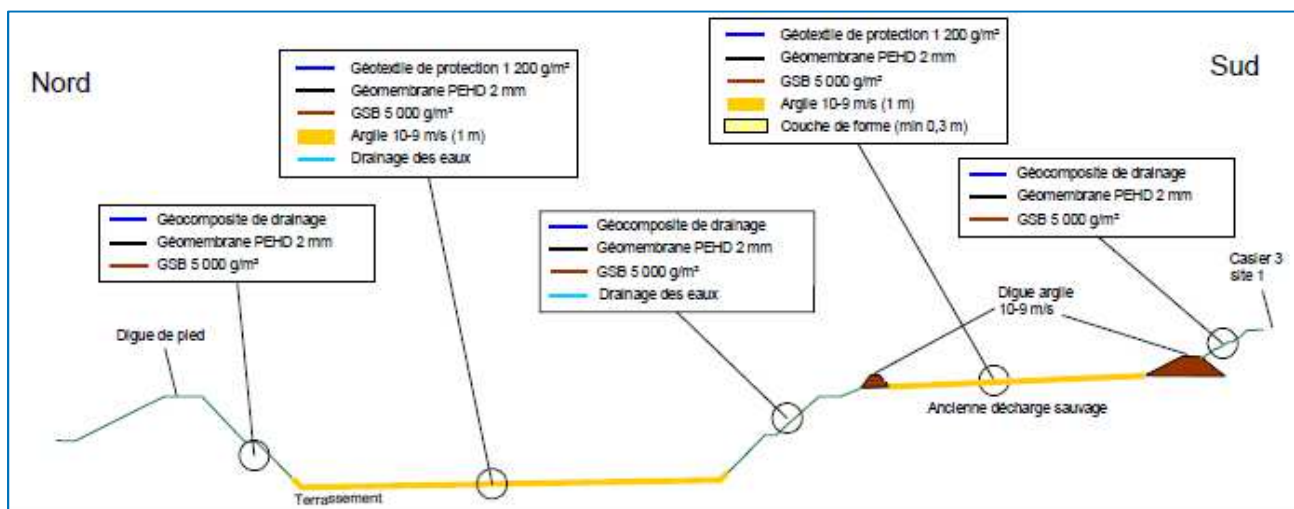 Nord
Sud
Géotextile de protection 1 200 g/m²
Géomembrane PEHD 2 mm
GSB 5 000 g/m²
Argile 10-9 m/s (1 m)
Drainage des eaux
Géotextile de protection 1 200 g/m²
Géomembrane PEHD 2 mm
GSB 5 000 g/m²
Argile 10-9 m/s (1 m)
Couche de forme (min 0,3 m)
Géocomposite de drainage
Géomembrane PEHD 2 mm
GSB 5 000 g/m²
Géocomposite de drainage
Géomembrane PEHD 2 mm
GSB 5 000 g/m²
Drainage des eaux
Géocomposite de drainage
Géomembrane PEHD 2 mm
GSB 5 000 g/m²
Casier 3
site 1
Digue argile
10-9 m/s
Digue de pied
Ancienne décharge sauvage
Terrassement